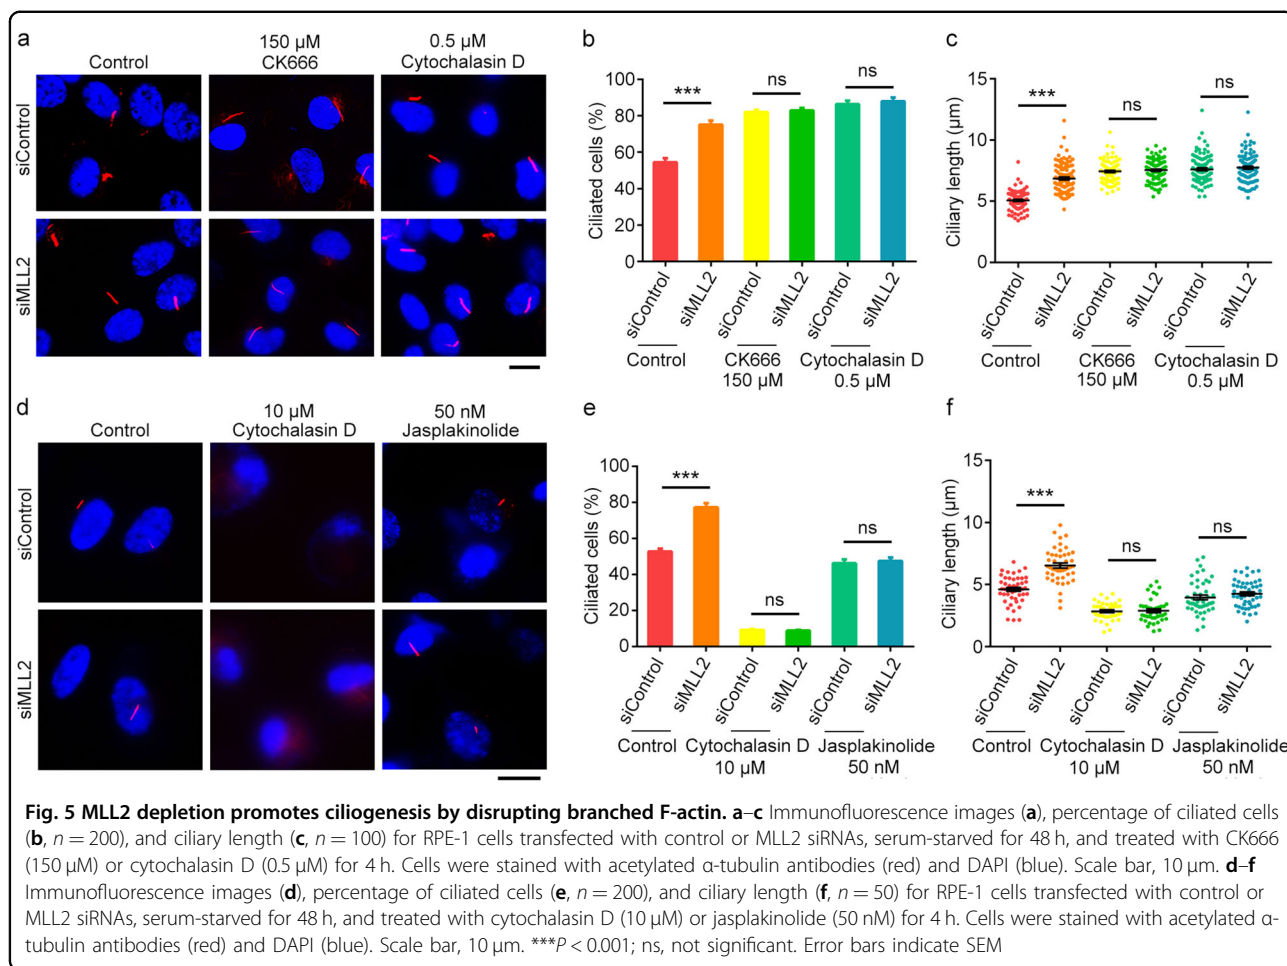 a
150 µM
0.5 µM
Control
CK666
Cytochalasin D
siControl
siMLL2
b
Ciliated cells (%)
100
80
60
40
20
0
***
ns
ns
siControl
siMLL2
siControl
siMLL2
siControl
siMLL2
Control
CK666
150 µM
Cytochalasin D
0.5 µM
c
Ciliary length (µm)
15
10
5
0
***
ns
ns
siControl
siMLL2
siControl
siMLL2
siControl
siMLL2
Control
CK666
150 µM
Cytochalasin D
0.5 µM
d
10 µM
50 nM
Control
Cytochalasin D
Jasplakinolide
siControl
siMLL2
e
Ciliated cells (%)
100
80
60
40
20
0
***
ns
ns
siControl
siMLL2
siControl
siMLL2
siControl
siMLL2
Control
Cytochalasin D
10 µM
Jasplakinolide
50 nM
f
Ciliary length (µm)
15
10
5
0
***
ns
ns
siControl
siMLL2
siControl
siMLL2
siControl
siMLL2
Control
Cytochalasin D
10 µM
Jasplakinolide
50 nM
Fig. 5 MLL2 depletion promotes ciliogenesis by disrupting branched F-actin. a–c Immunofluorescence images (a), percentage of ciliated cells
(b, n = 200), and ciliary length (c, n = 100) for RPE-1 cells transfected with control or MLL2 siRNAs, serum-starved for 48 h, and treated with CK666
(150 µM) or cytochalasin D (0.5 µM) for 4 h. Cells were stained with acetylated α-tubulin antibodies (red) and DAPI (blue). Scale bar, 10 µm. d–f
Immunofluorescence images (d), percentage of ciliated cells (e, n = 200), and ciliary length (f, n = 50) for RPE-1 cells transfected with control or
MLL2 siRNAs, serum-starved for 48 h, and treated with cytochalasin D (10 µM) or jasplakinolide (50 nM) for 4 h. Cells were stained with acetylated α-
tubulin antibodies (red) and DAPI (blue). Scale bar, 10 µm. ***P < 0.001; ns, not significant. Error bars indicate SEM